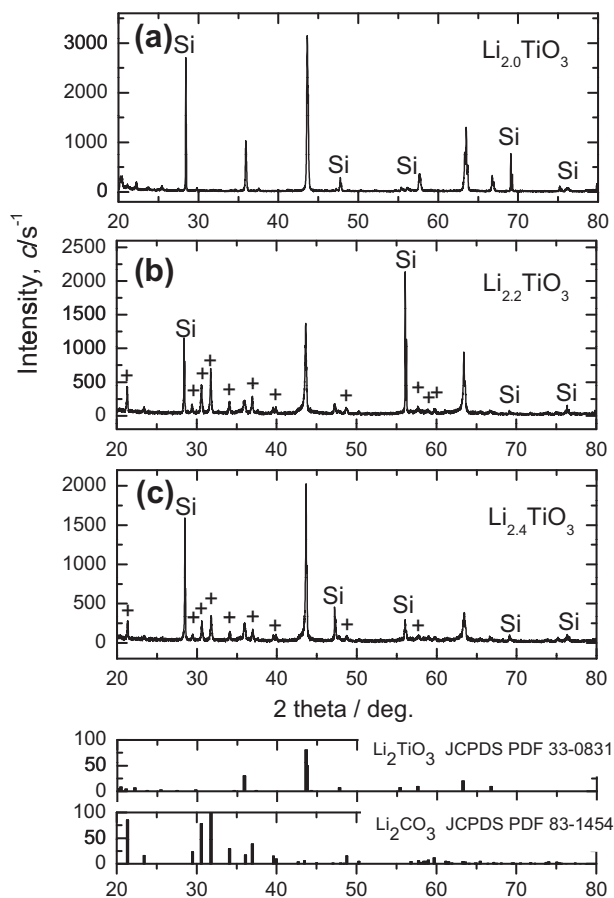 (a)
Si
Li2.0TiO3
3000
2000
1000
0
Si
Si
Si
Si
20 30 40 50 60 70 80
Intensity, c/s-1
(b)
Si
Li2.2TiO3
2500
2000
1500
1000
500
0
Si
+ + + + + + + + + + +
Si
Si
20 30 40 50 60 70 80
(c)
Si
Li2.4TiO3
2000
1500
1000
500
0
+ + + + + + + + +
Si
Si
Si
Si
20 30 40 50 60 70 80
2 theta / deg.
100
50
0
Li2TiO3 JCPDS PDF 33-0831
100
50
0
Li2CO3 JCPDS PDF 83-1454
20 30 40 50 60 70 80